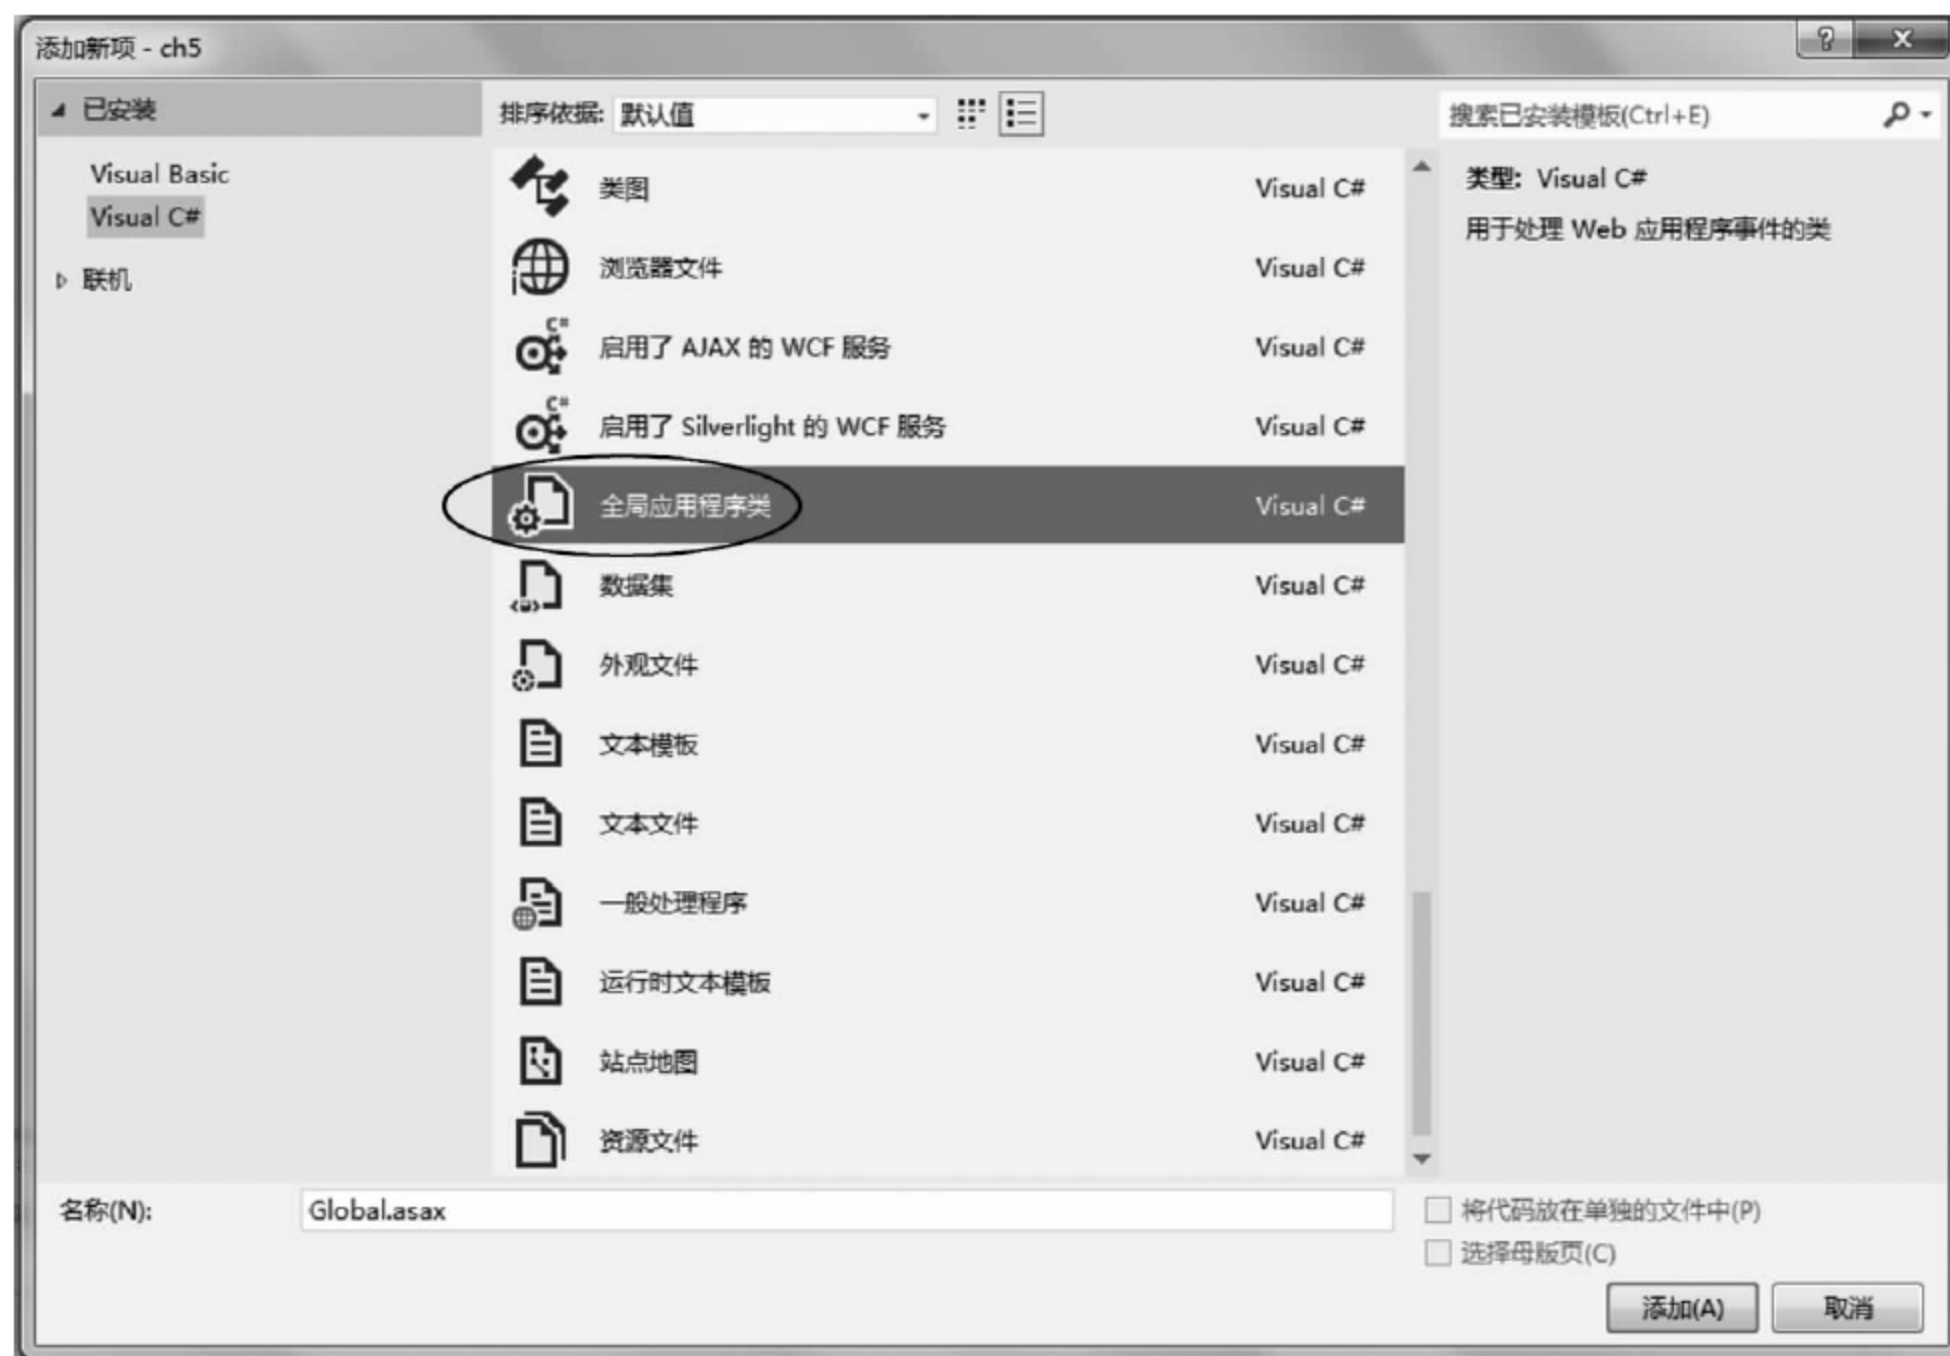 添加新项 - ch5
已安装
排序依据: 默认值
搜索已安装模板(Ctrl+E)
Visual Basic
Visual C#
联机
类图 Visual C#
浏览器文件 Visual C#
启用了 AJAX 的 WCF 服务 Visual C#
启用了 Silverlight 的 WCF 服务 Visual C#
全局应用程序类 Visual C#
数据集 Visual C#
外观文件 Visual C#
文本模板 Visual C#
文本文件 Visual C#
一般处理程序 Visual C#
运行时文本模板 Visual C#
站点地图 Visual C#
资源文件 Visual C#
类型: Visual C#
用于处理 Web 应用程序事件的类
名称(N): Global.asax
将代码放在单独的文件中(P)
选择母版页(C)
添加(A) 取消